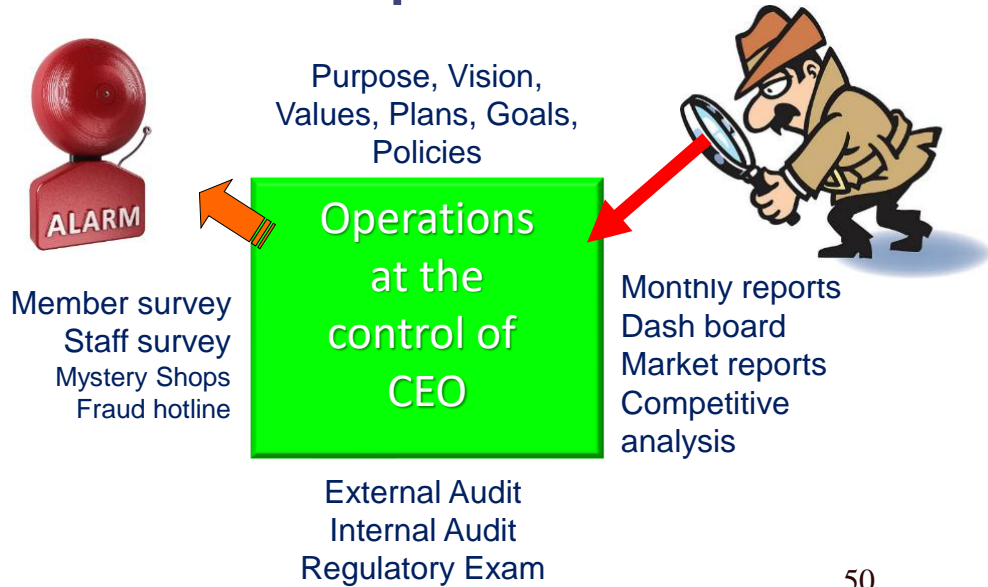 Purpose, Vision,
Values, Plans, Goals,
Policies
ALARM
Operations
at the
control of
CEO
Member survey
Staff survey
Mystery Shops
Fraud hotline
Monthly reports
Dash board
Market reports
Competitive
analysis
External Audit
Internal Audit
Regulatory Exam
50